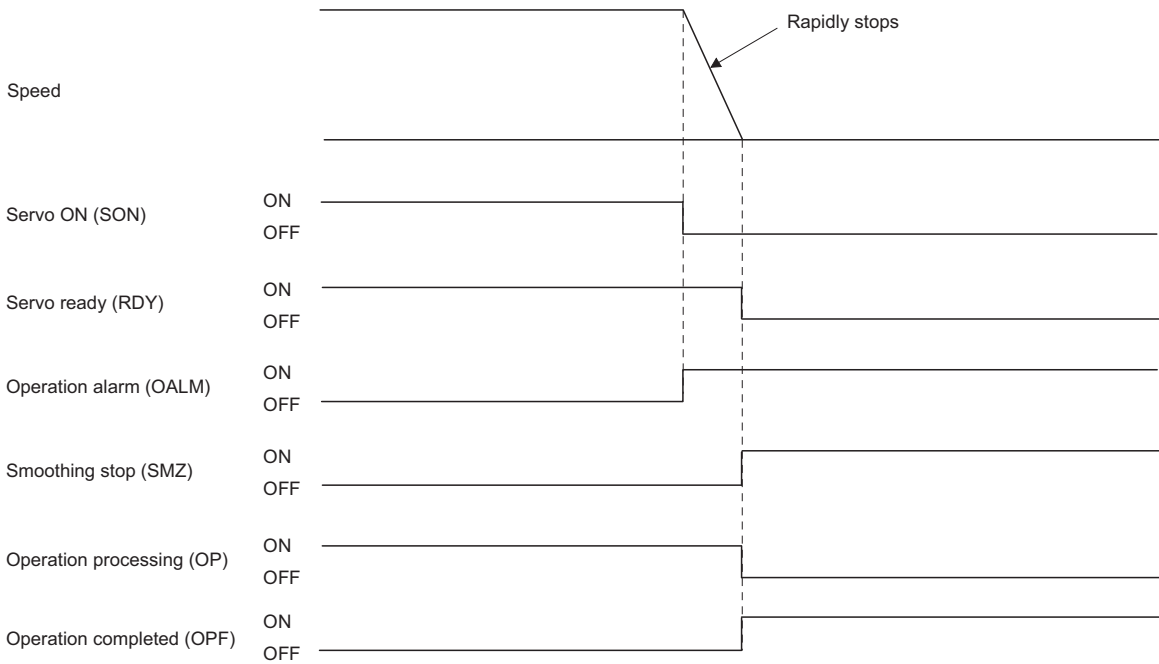 Rapidly stops
Speed
Servo ON (SON)
ON
OFF
Servo ready (RDY)
ON
OFF
Operation alarm (OALM)
ON
OFF
Smoothing stop (SMZ)
ON
OFF
Operation processing (OP)
ON
OFF
Operation completed (OPF)
ON
OFF